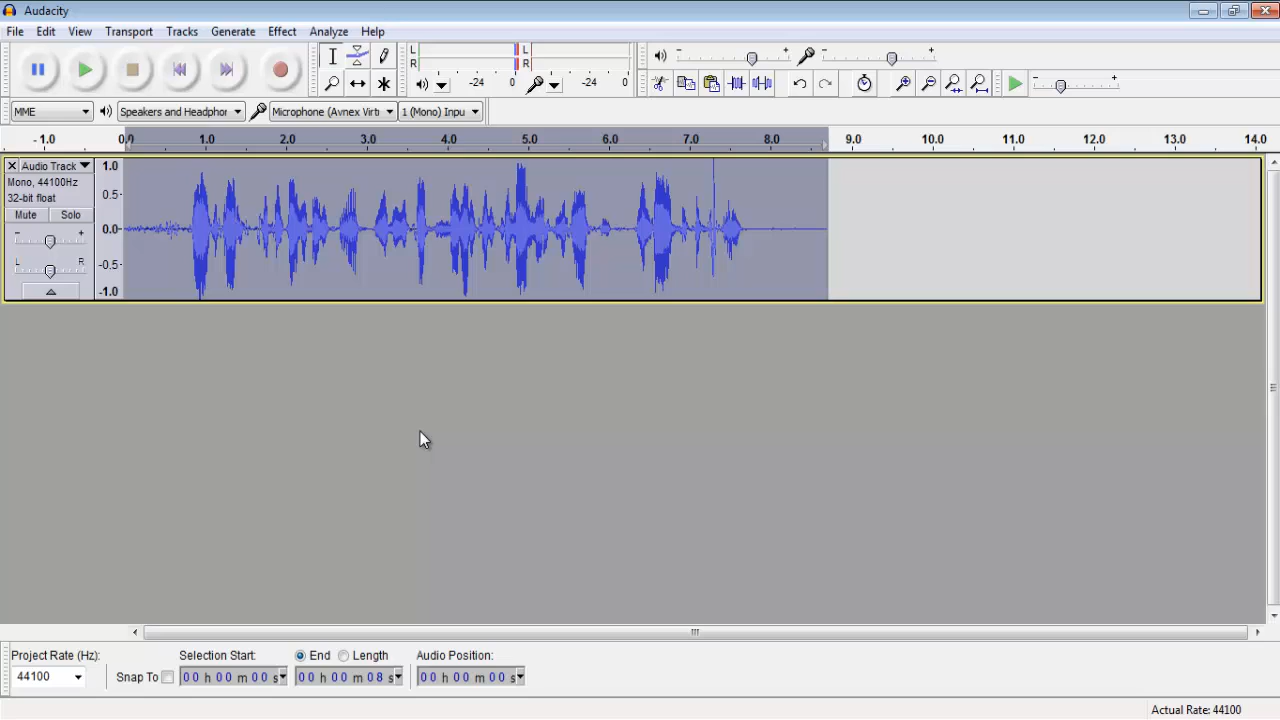 Audacity
File Edit View Transport Tracks Generate Effect Analyze Help
L
R
-24 0
-24 0
L
R
MME
Speakers and Headphor
Microphone (Avnex Virtu
1 (Mono) Inpu
-1.0 0.0 1.0 2.0 3.0 4.0 5.0 6.0 7.0 8.0 9.0 10.0 11.0 12.0 13.0 14.0
Audio Track
Mono, 44100Hz
32-bit float
Mute Solo
- +
L R
1.0
0.5
0.0
-0.5
-1.0
Project Rate (Hz):
44100
Snap To
Selection Start:
End
Length
Audio Position:
00 h 00 m 00 s
00 h 00 m 08 s
00 h 00 m 00 s
Actual Rate: 44100